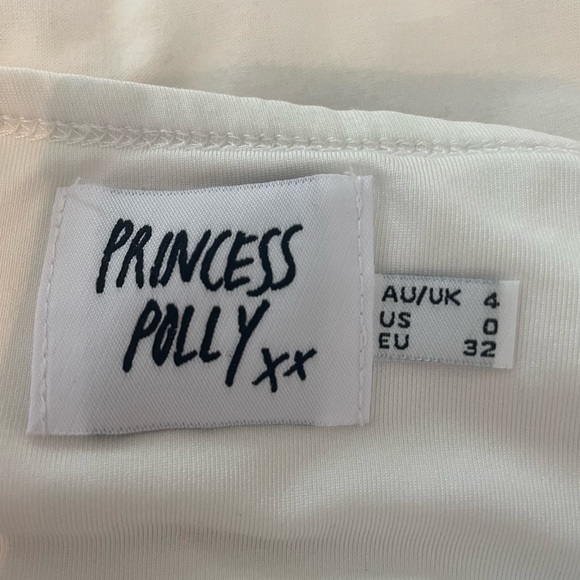 PRINCESS
POLLY xx
AU/UK 4
US 0
EU 32